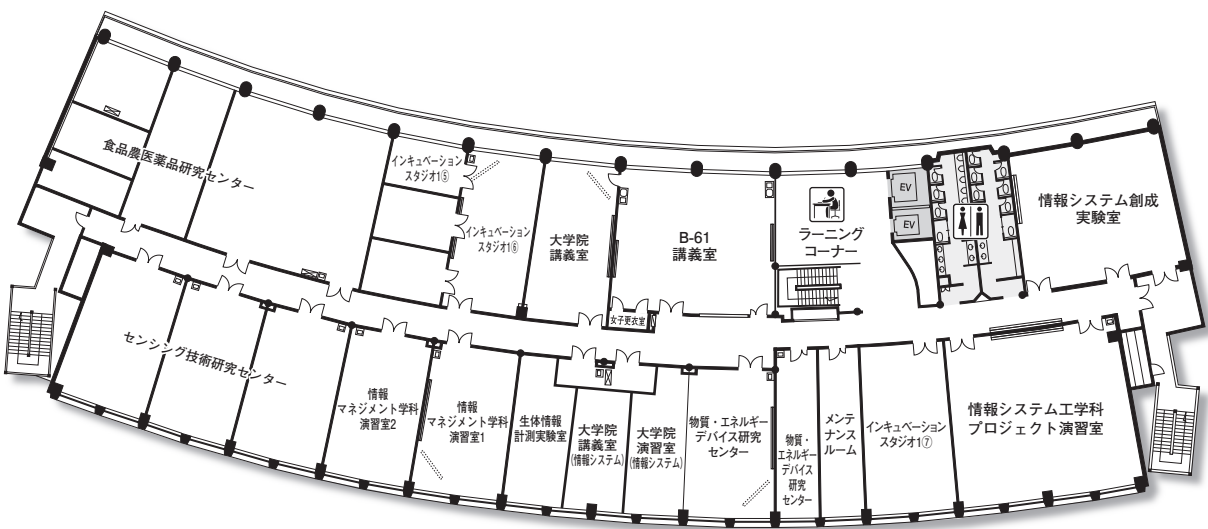 食品農医薬品研究センター
インキュベーション
スタジオ1⑤
インキュベーション
スタジオ1⑥
大学院
講義室
B-61
講義室
女子更衣室
ラーニング
コーナー
EV
EV
情報システム創成
実験室
センシング技術研究センター
情報
マネジメント学科
演習室2
情報
マネジメント学科
演習室1
生体情報
計測実験室
大学院
講義室
(情報システム)
大学院
演習室
(情報システム)
物質・エネルギー
デバイス研究
センター
物質・
エネルギー
デバイス
研究
センター
メンテ
ナンス
ルーム
インキュベーション
スタジオ1⑦
情報システム工学科
プロジェクト演習室